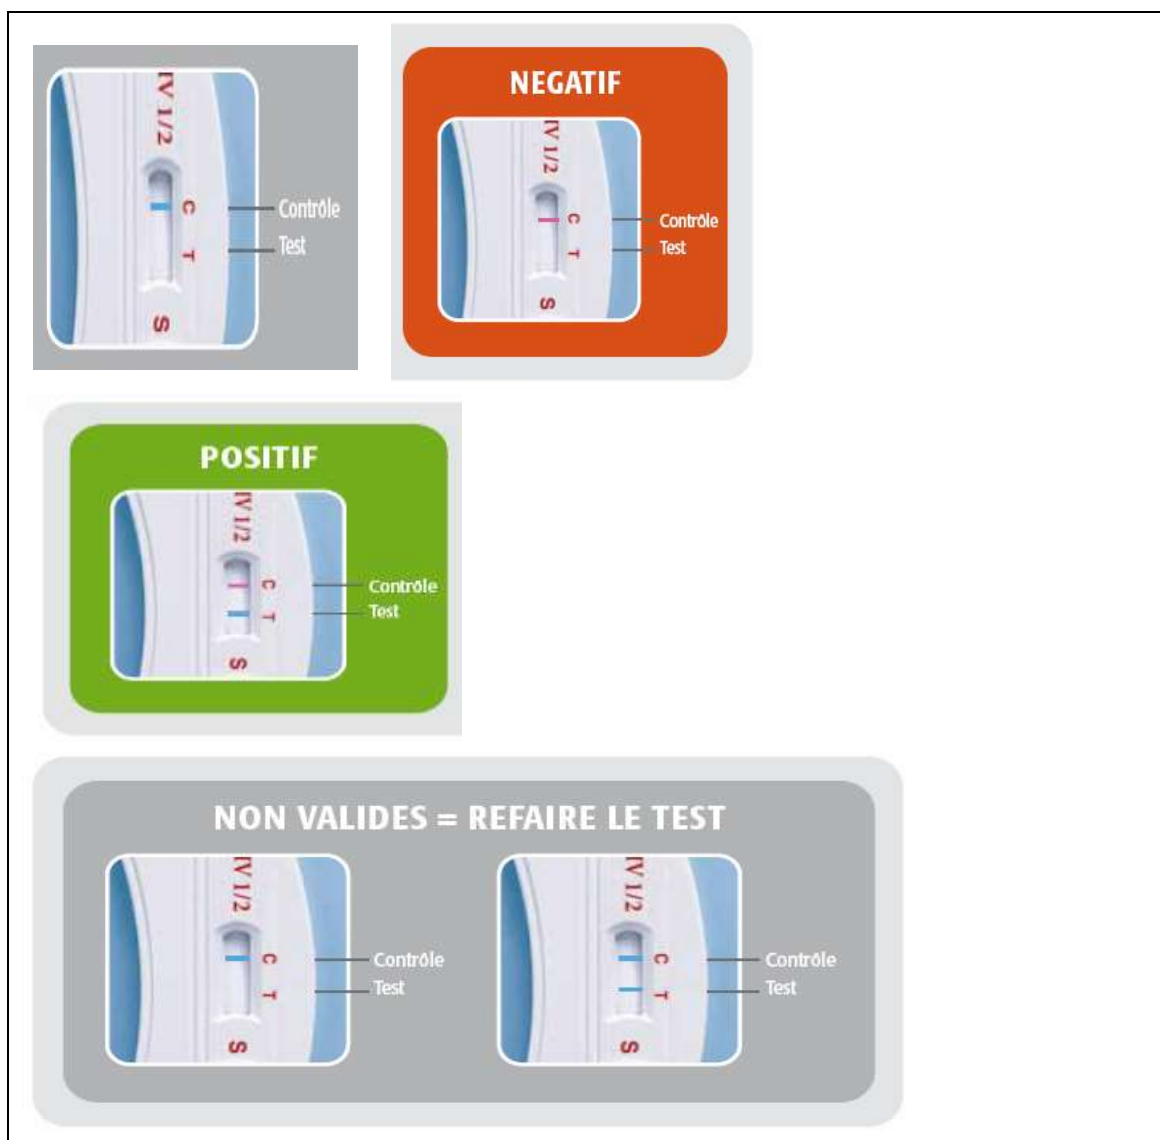 IV 1/2
C
T
S
Contrôle
Test
NEGATIF
IV 1/2
C
T
S
Contrôle
Test
POSITIF
IV 1/2
C
T
S
Contrôle
Test
NON VALIDES = REFAIRE LE TEST
IV 1/2
C
T
S
Contrôle
Test
IV 1/2
C
T
S
Contrôle
Test